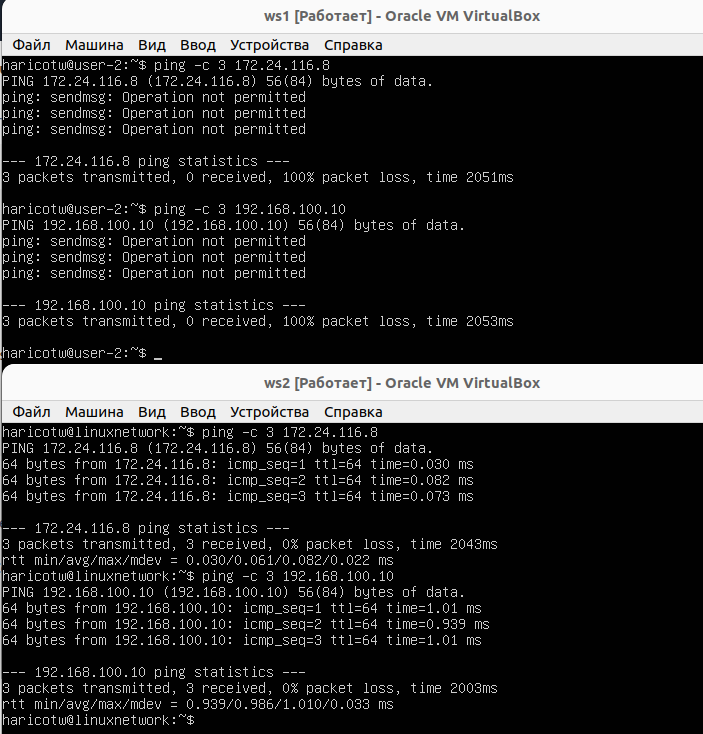 ws1 [Работает] - Oracle VM VirtualBox
Файл Машина Вид Ввод Устройства Справка
haricotw@user-2:~$ ping -c 3 172.24.116.8
PING 172.24.116.8 (172.24.116.8) 56(84) bytes of data.
ping: sendmsg: Operation not permitted
ping: sendmsg: Operation not permitted
ping: sendmsg: Operation not permitted
--- 172.24.116.8 ping statistics ---
3 packets transmitted, 0 received, 100% packet loss, time 2051ms
haricotw@user-2:~$ ping -c 3 192.168.100.10
PING 192.168.100.10 (192.168.100.10) 56(84) bytes of data.
ping: sendmsg: Operation not permitted
ping: sendmsg: Operation not permitted
ping: sendmsg: Operation not permitted
--- 192.168.100.10 ping statistics ---
3 packets transmitted, 0 received, 100% packet loss, time 2053ms
haricotw@user-2:~$ _
ws2 [Работает] - Oracle VM VirtualBox
Файл Машина Вид Ввод Устройства Справка
haricotw@linuxnetwork:~$ ping -c 3 172.24.116.8
PING 172.24.116.8 (172.24.116.8) 56(84) bytes of data.
64 bytes from 172.24.116.8: icmp_seq=1 ttl=64 time=0.030 ms
64 bytes from 172.24.116.8: icmp_seq=2 ttl=64 time=0.082 ms
64 bytes from 172.24.116.8: icmp_seq=3 ttl=64 time=0.073 ms
--- 172.24.116.8 ping statistics ---
3 packets transmitted, 3 received, 0% packet loss, time 2043ms
rtt min/avg/max/mdev = 0.030/0.061/0.082/0.022 ms
haricotw@linuxnetwork:~$ ping -c 3 192.168.100.10
PING 192.168.100.10 (192.168.100.10) 56(84) bytes of data.
64 bytes from 192.168.100.10: icmp_seq=1 ttl=64 time=1.01 ms
64 bytes from 192.168.100.10: icmp_seq=2 ttl=64 time=0.939 ms
64 bytes from 192.168.100.10: icmp_seq=3 ttl=64 time=1.01 ms
--- 192.168.100.10 ping statistics ---
3 packets transmitted, 3 received, 0% packet loss, time 2003ms
rtt min/avg/max/mdev = 0.939/0.986/1.010/0.033 ms
haricotw@linuxnetwork:~$